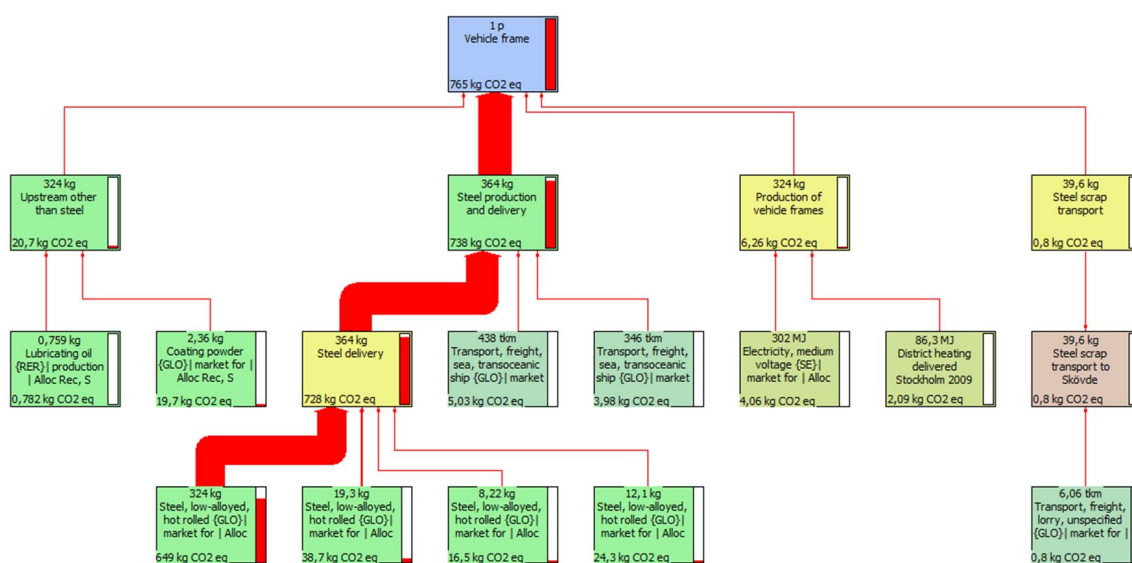 1 p
Vehicle frame
765 kg CO2 eq
324 kg
Upstream other
than steel
20,7 kg CO2 eq
364 kg
Steel production
and delivery
738 kg CO2 eq
324 kg
Production of
vehicle frames
6,26 kg CO2 eq
39,6 kg
Steel scrap
transport
0,8 kg CO2 eq
0,759 kg
Lubricating oil
{RER}| production
| Alloc Rec, S
0,782 kg CO2 eq
2,36 kg
Coating powder
{GLO}| market for |
Alloc Rec, S
19,7 kg CO2 eq
364 kg
Steel delivery
728 kg CO2 eq
438 tkm
Transport, freight,
sea, transoceanic
ship {GLO}| market
5,03 kg CO2 eq
346 tkm
Transport, freight,
sea, transoceanic
ship {GLO}| market
3,98 kg CO2 eq
302 MJ
Electricity, medium
voltage {SE}|
market for | Alloc
4,06 kg CO2 eq
86,3 MJ
District heating
delivered
Stockholm 2009
2,09 kg CO2 eq
39,6 kg
Steel scrap
transport to
Skövde
0,8 kg CO2 eq
324 kg
Steel, low-alloyed,
hot rolled {GLO}|
market for | Alloc
649 kg CO2 eq
19,3 kg
Steel, low-alloyed,
hot rolled {GLO}|
market for | Alloc
38,7 kg CO2 eq
8,22 kg
Steel, low-alloyed,
hot rolled {GLO}|
market for | Alloc
16,5 kg CO2 eq
12,1 kg
Steel, low-alloyed,
hot rolled {GLO}|
market for | Alloc
24,3 kg CO2 eq
6,06 tkm
Transport, freight,
lorry, unspecified
{GLO}| market for |
0,8 kg CO2 eq